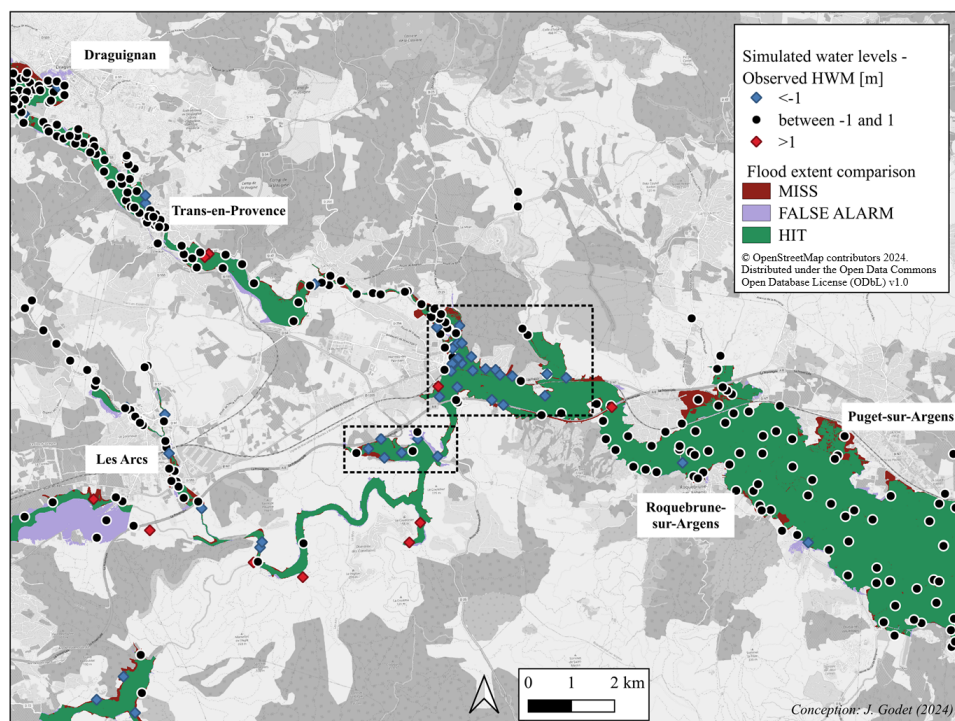 Draguignan
Trans-en-Provence
Les Arcs
Puget-sur-Argens
Roquebrune-
sur-Argens
Simulated water levels -
Observed HWM [m]
<-1
between -1 and 1
>1
Flood extent comparison
MISS
FALSE ALARM
HIT
© OpenStreetMap contributors 2024.
Distributed under the Open Data Commons
Open Database License (ODbL) v1.0
0 1 2 km
Conception: J. Godet (2024)